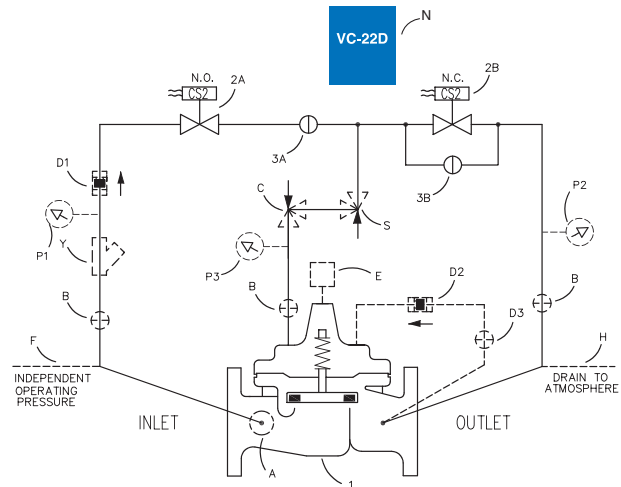 VC-22D
N
N.O.
2A
CS2
N.C.
2B
CS2
3A
3B
D1
C
S
P1
Y
P3
P2
E
B
B
D2
D3
B
F
H
INDEPENDENT
OPERATING
PRESSURE
DRAIN TO
ATMOSPHERE
INLET
OUTLET
A
1